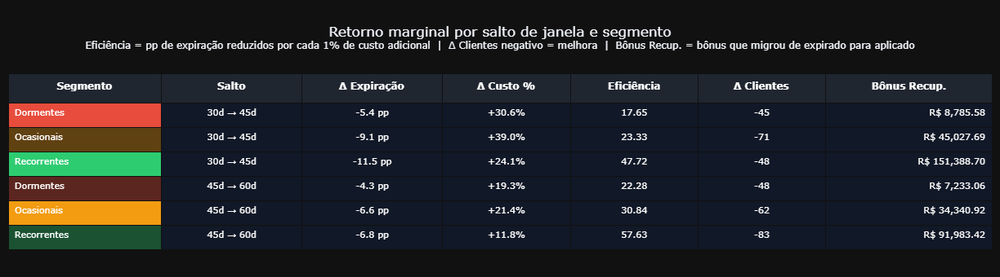 Retorno marginal por salto de janela e segmento
Eficiência = pp de expiração reduzidos por cada 1% de custo adicional | Δ Clientes negativo = melhora | Bônus Recup. = bônus que migrou de expirado para aplicado
Segmento Salto Δ Expiração Δ Custo % Eficiência Δ Clientes Bônus Recup.
Dormentes 30d → 45d -5.4 pp +30.6% 17.65 -45 R$ 8,785.58
Ocasionais 30d → 45d -9.1 pp +39.0% 23.33 -71 R$ 45,027.69
Recorrentes 30d → 45d -11.5 pp +24.1% 47.72 -48 R$ 151,388.70
Dormentes 45d → 60d -4.3 pp +19.3% 22.28 -48 R$ 7,233.06
Ocasionais 45d → 60d -6.6 pp +21.4% 30.84 -62 R$ 34,340.92
Recorrentes 45d → 60d -6.8 pp +11.8% 57.63 -83 R$ 91,983.42